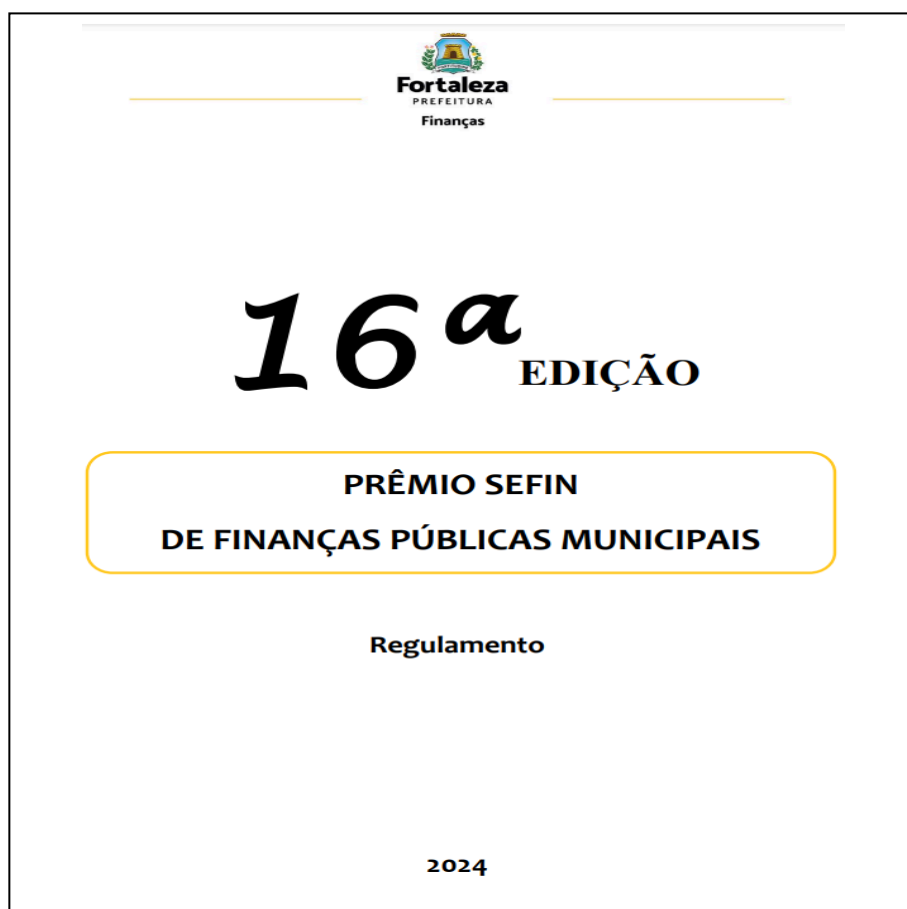 Fortaleza
PREFEITURA
Finanças
16ª EDIÇÃO
PRÊMIO SEFIN
DE FINANÇAS PÚBLICAS MUNICIPAIS
Regulamento
2024